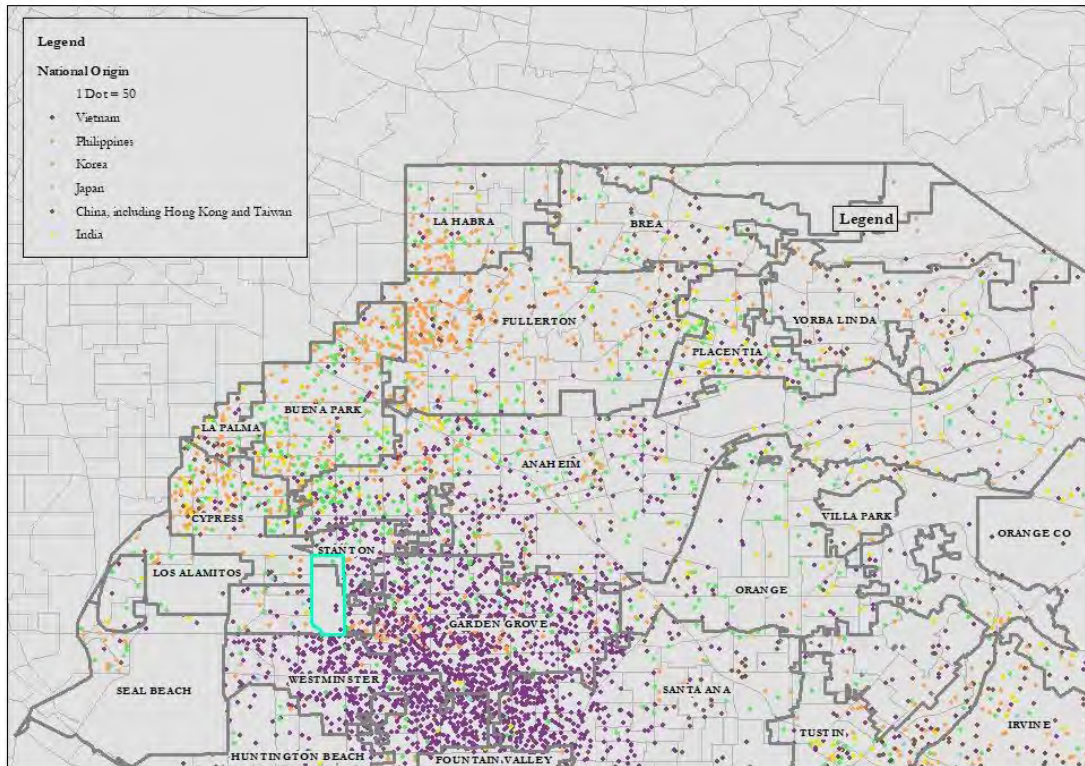 Legend
National Origin
1 Dot = 50
Vietnam
Philippines
Korea
Japan
China, including Hong Kong and Taiwan
India
LA HABRA
BREA
Legend
FULLERTON
YORBA LINDA
PLACENTIA
BUENA PARK
LA PALMA
ANAHEIM
CYPRESS
VILLA PARK
ORANGE CO
STANTON
LOS ALAMITOS
ORANGE
GARDEN GROVE
WESTMINSTER
SEAL BEACH
SANTA ANA
IRVINE
TUSTIN
HUNTINGTON BEACH
FOUNTAIN VALLEY